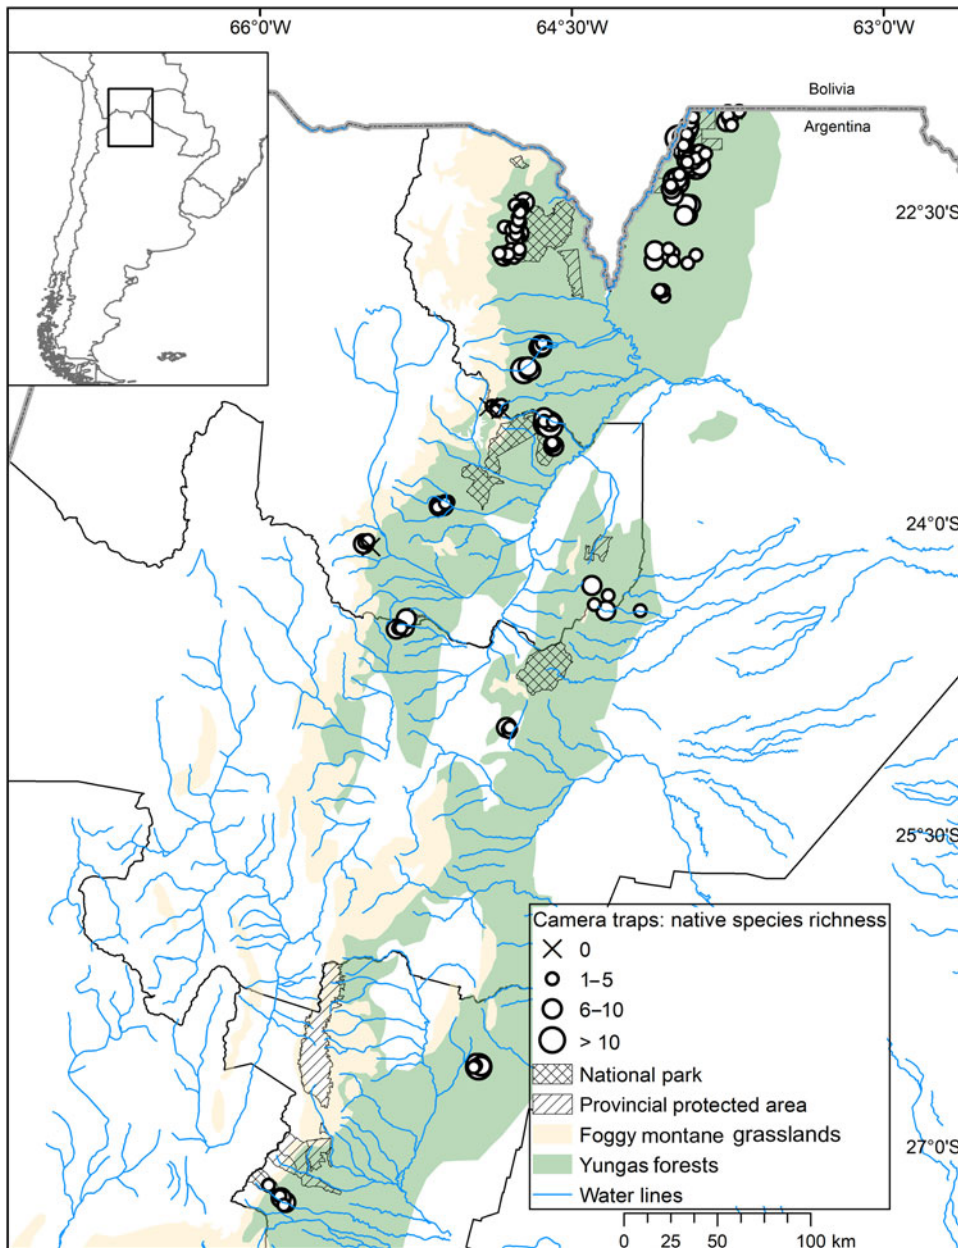 66°0'W
64°30'W
63°0'W
Bolivia
Argentina
22°30'S
24°0'S
25°30'S
27°0'S
Camera traps: native species richness
0
1–5
6–10
> 10
National park
Provincial protected area
Foggy montane grasslands
Yungas forests
Water lines
0 25 50 100 km